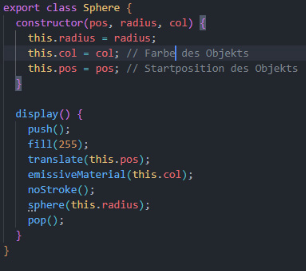 export class Sphere {
constructor(pos, radius, col) {
this.radius = radius;
this.col = col; // Farbe des Objekts
this.pos = pos; // Startposition des Objekts
}
display() {
push();
fill(255);
translate(this.pos);
emissiveMaterial(this.col);
noStroke();
sphere(this.radius);
pop();
}
}